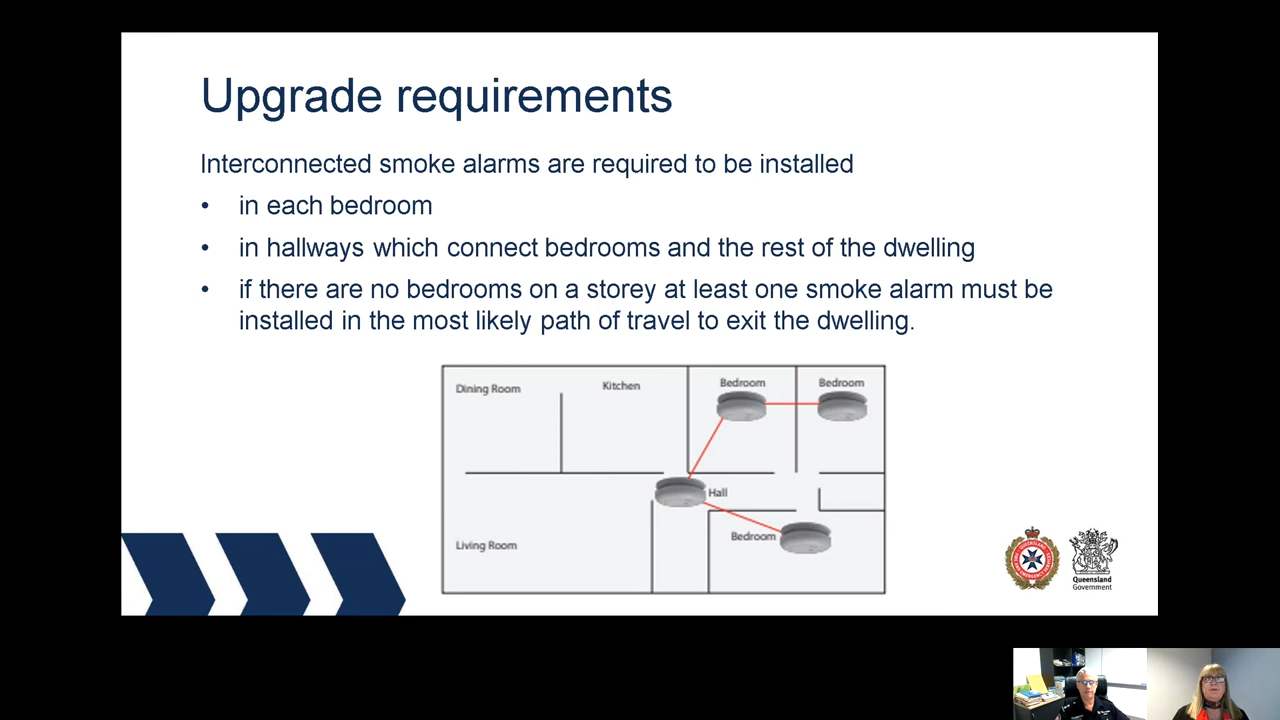 Upgrade requirements
Interconnected smoke alarms are required to be installed
• in each bedroom
• in hallways which connect bedrooms and the rest of the dwelling
• if there are no bedrooms on a storey at least one smoke alarm must be
installed in the most likely path of travel to exit the dwelling.
Dining Room
Kitchen
Bedroom
Bedroom
Hall
Bedroom
Living Room
Queensland
Government